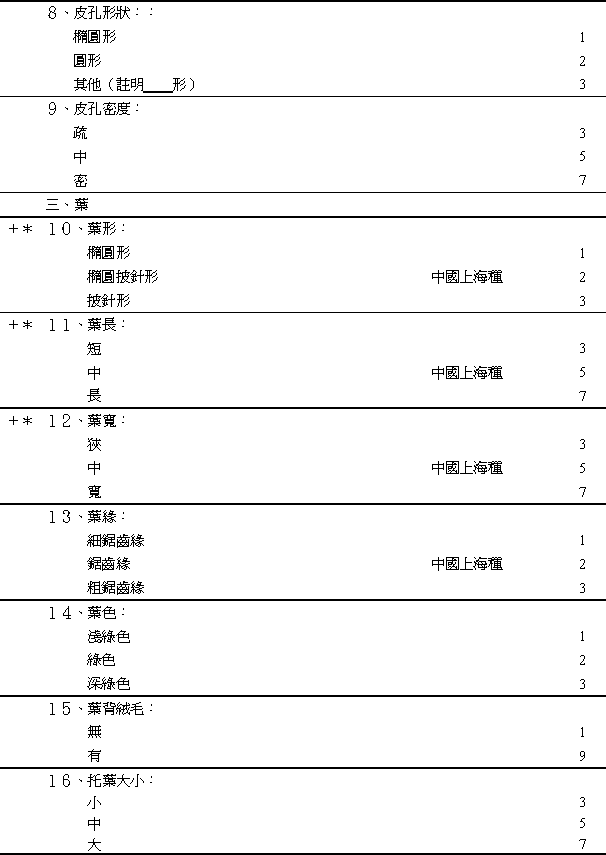 ８、皮孔形狀：：
橢圓形 1
圓形 2
其他（註明____形） 3
９、皮孔密度：
疏 3
中 5
密 7
三、葉
＋＊ １０、葉形：
橢圓形 1
橢圓披針形 中國上海種 2
披針形 3
＋＊ １１、葉長：
短 3
中 中國上海種 5
長 7
＋＊ １２、葉寬：
狹 3
中 中國上海種 5
寬 7
１３、葉緣：
細鋸齒緣 1
鋸齒緣 中國上海種 2
粗鋸齒緣 3
１４、葉色：
淺綠色 1
綠色 2
深綠色 3
１５、葉背絨毛：
無 1
有 9
１６、托葉大小：
小 3
中 5
大 7